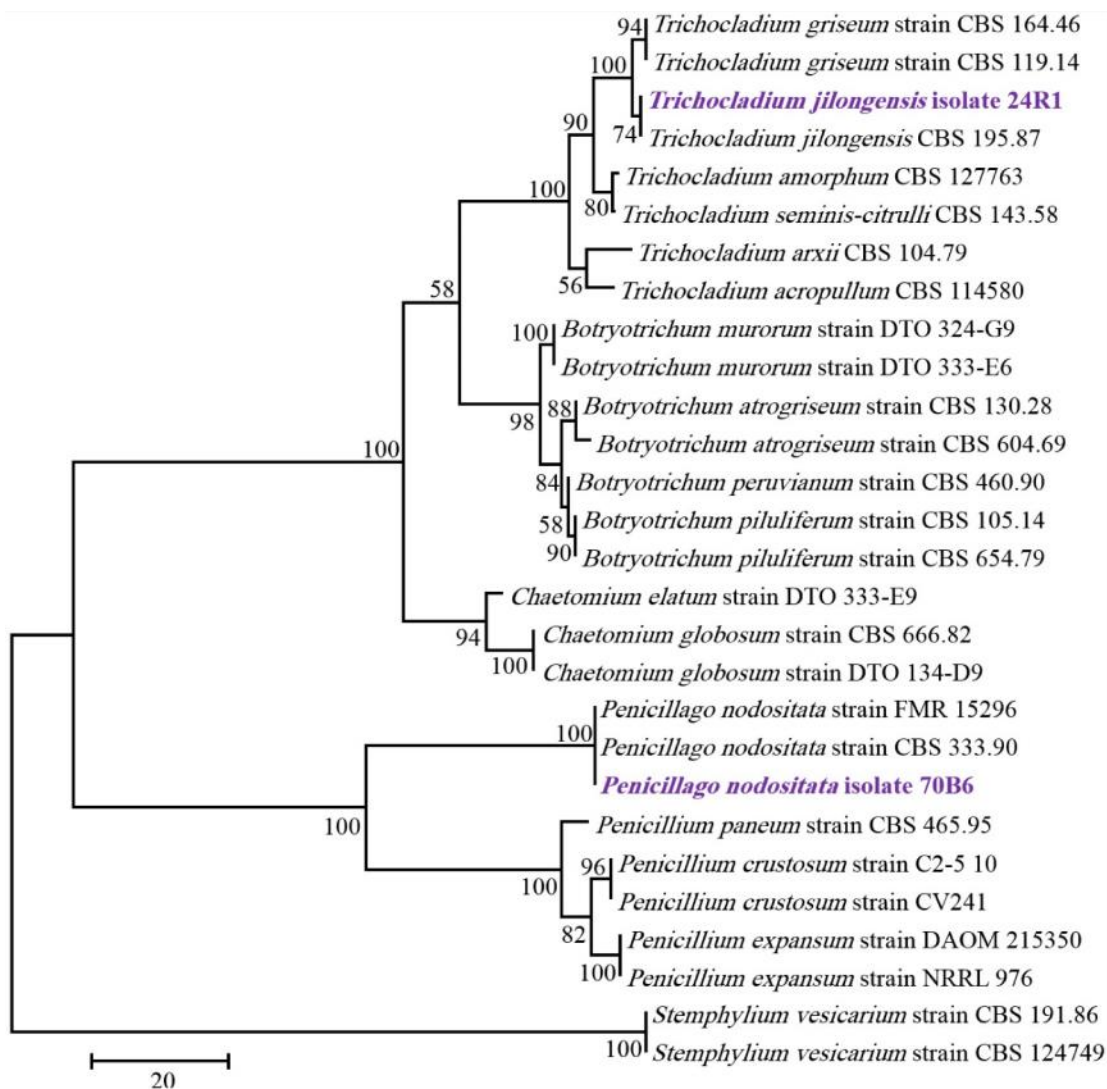 94
Trichocladium griseum strain CBS 164.46
Trichocladium griseum strain CBS 119.14
100
Trichocladium jilongensis isolate 24R1
74
Trichocladium jilongensis CBS 195.87
90
Trichocladium amorphum CBS 127763
80
Trichocladium seminis-citrulli CBS 143.58
100
Trichocladium arxii CBS 104.79
56
Trichocladium acropullum CBS 114580
58
100
Botryotrichum murorum strain DTO 324-G9
Botryotrichum murorum strain DTO 333-E6
98
88
Botryotrichum atrogriseum strain CBS 130.28
Botryotrichum atrogriseum strain CBS 604.69
84
Botryotrichum peruvianum strain CBS 460.90
58
Botryotrichum piluliferum strain CBS 105.14
90
Botryotrichum piluliferum strain CBS 654.79
100
Chaetomium elatum strain DTO 333-E9
94
Chaetomium globosum strain CBS 666.82
100
Chaetomium globosum strain DTO 134-D9
Penicillago nodositata strain FMR 15296
100
Penicillago nodositata strain CBS 333.90
Penicillago nodositata isolate 70B6
100
Penicillium paneum strain CBS 465.95
100
96
Penicillium crustosum strain C2-5 10
Penicillium crustosum strain CV241
82
Penicillium expansum strain DAOM 215350
100
Penicillium expansum strain NRRL 976
Stemphylium vesicarium strain CBS 191.86
100
Stemphylium vesicarium strain CBS 124749
20